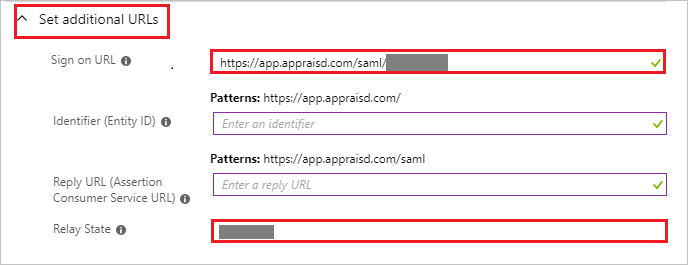 Set additional URLs
Sign on URL
https://app.appraisd.com/saml/
Patterns: https://app.appraisd.com/
Identifier (Entity ID)
Enter an identifier
Patterns: https://app.appraisd.com/saml
Reply URL (Assertion
Consumer Service URL)
Enter a reply URL
Relay State